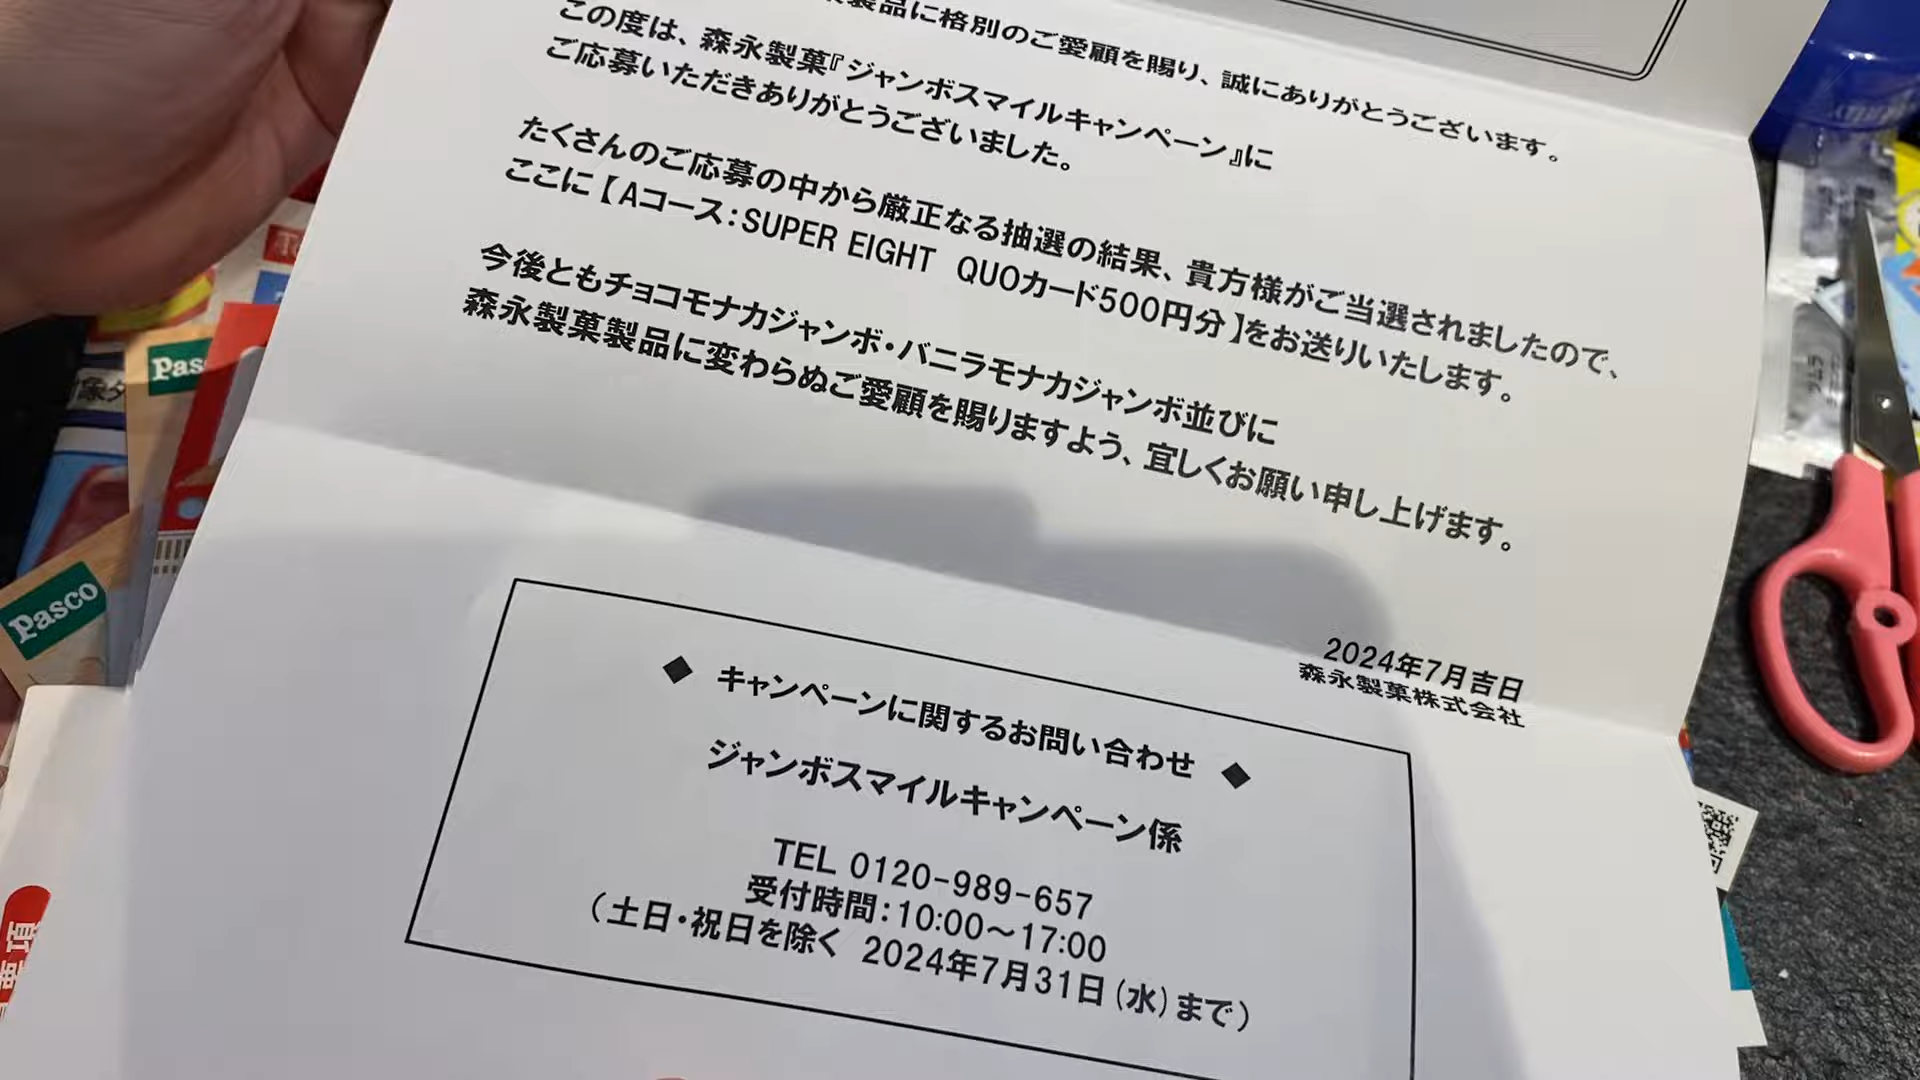 製品に格別のご愛顧を賜り、誠にありがとうございます。
この度は、森永製菓『ジャンボスマイルキャンペーン』に
ご応募いただきありがとうございました。
たくさんのご応募の中から厳正なる抽選の結果、貴方様がご当選されましたので、
ここに【Aコース：SUPER EIGHT QUOカード500円分】をお送りいたします。
今後ともチョコモナカジャンボ・バニラモナカジャンボ並びに
森永製菓製品に変わらぬご愛顧を賜りますよう、宜しくお願い申し上げます。
2024年7月吉日
森永製菓株式会社
◆ キャンペーンに関するお問い合わせ ◆
ジャンボスマイルキャンペーン係
TEL 0120-989-657
受付時間：10:00～17:00
（土日・祝日を除く 2024年7月31日（水）まで）
Pas
Pasco